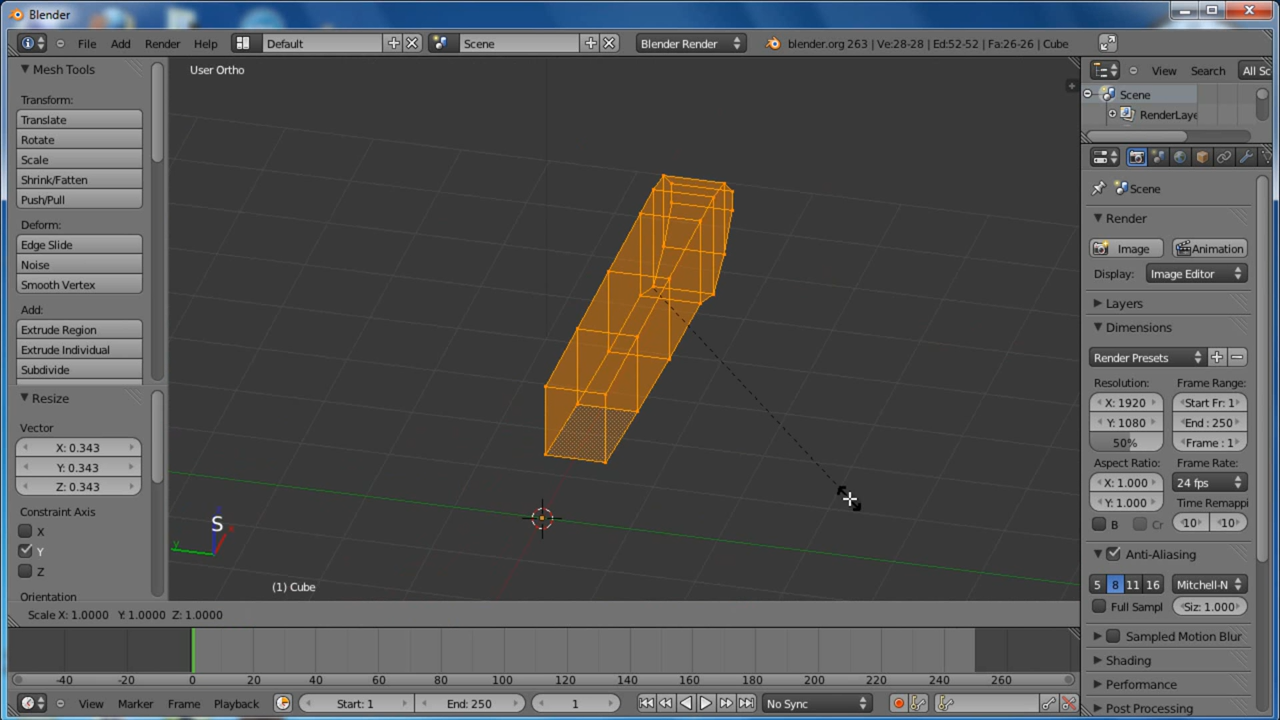 Blender
File Add Render Help Default Scene Blender Render blender.org 263 | Ve:28-28 | Ed:52-52 | Fa:26-26 | Cube
Mesh Tools
Transform:
Translate
Rotate
Scale
Shrink/Fatten
Push/Pull
Deform:
Edge Slide
Noise
Smooth Vertex
Add:
Extrude Region
Extrude Individual
Subdivide
Resize
Vector
X: 0.343
Y: 0.343
Z: 0.343
Constraint Axis
X
Y
Z
Orientation
User Ortho
S
y
x
(1) Cube
Scale X: 1.0000 Y: 1.0000 Z: 1.0000
View Search All Sc
Scene
RenderLaye
Scene
Render
Image Animation
Display: Image Editor
Layers
Dimensions
Render Presets
Resolution: Frame Range:
X: 1920 Start Fr: 1
Y: 1080 End : 250
50% Frame : 1
Aspect Ratio: Frame Rate:
X: 1.000 24 fps
Y: 1.000 Time Remappi
B Cr 10 10
Anti-Aliasing
5 8 11 16 Mitchell-N
Full Sampl Siz: 1.000
Sampled Motion Blur
Shading
Performance
Post Processing
-40 -20 0 20 40 60 80 100 120 140 160 180 200 220 240 260
View Marker Frame Playback Start: 1 End: 250 1 No Sync